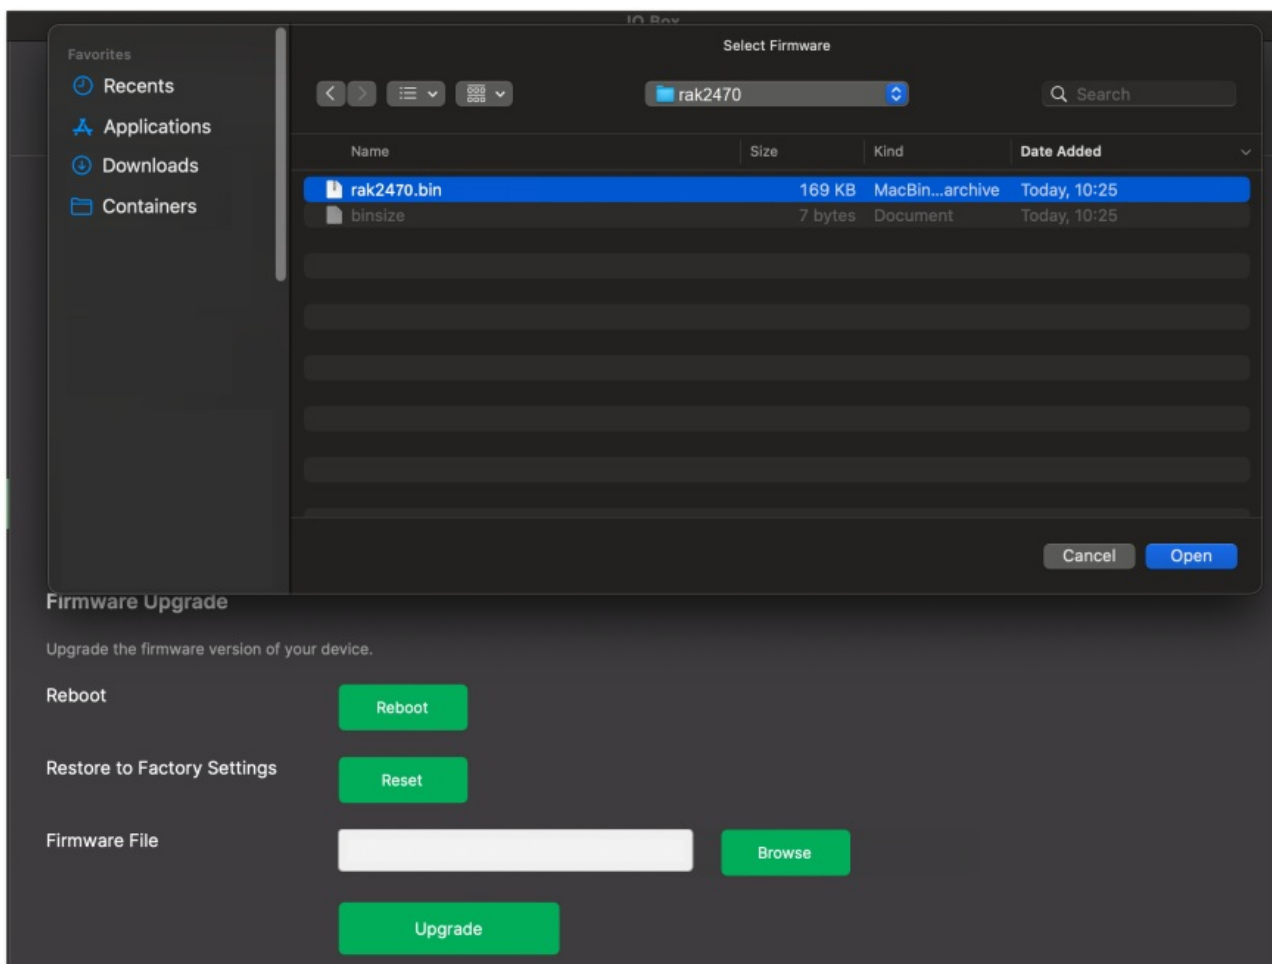 IO Box
Select Firmware
Favorites
Recents
Applications
Downloads
Containers
rak2470
Search
Name Size Kind Date Added
rak2470.bin 169 KB MacBin...archive Today, 10:25
binsize 7 bytes Document Today, 10:25
Cancel Open
Firmware Upgrade
Upgrade the firmware version of your device.
Reboot Reboot
Restore to Factory Settings Reset
Firmware File Browse
Upgrade